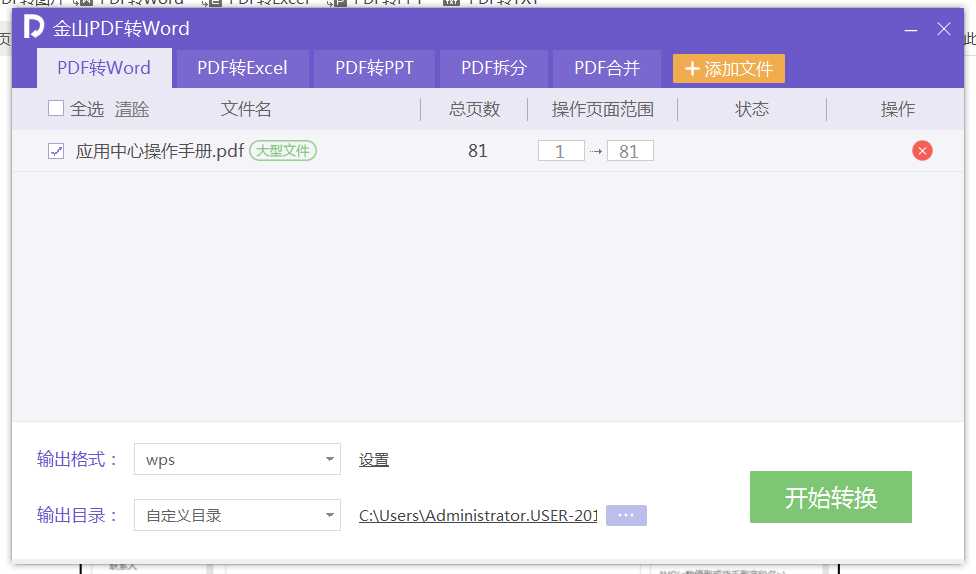 金山PDF转Word
PDF转Word PDF转Excel PDF转PPT PDF拆分 PDF合并 添加文件
全选 清除 文件名 总页数 操作页面范围 状态 操作
应用中心操作手册.pdf 大型文件 81 1 81
输出格式： wps 设置
开始转换
输出目录： 自定义目录 C:\Users\Administrator.USER-201 ···